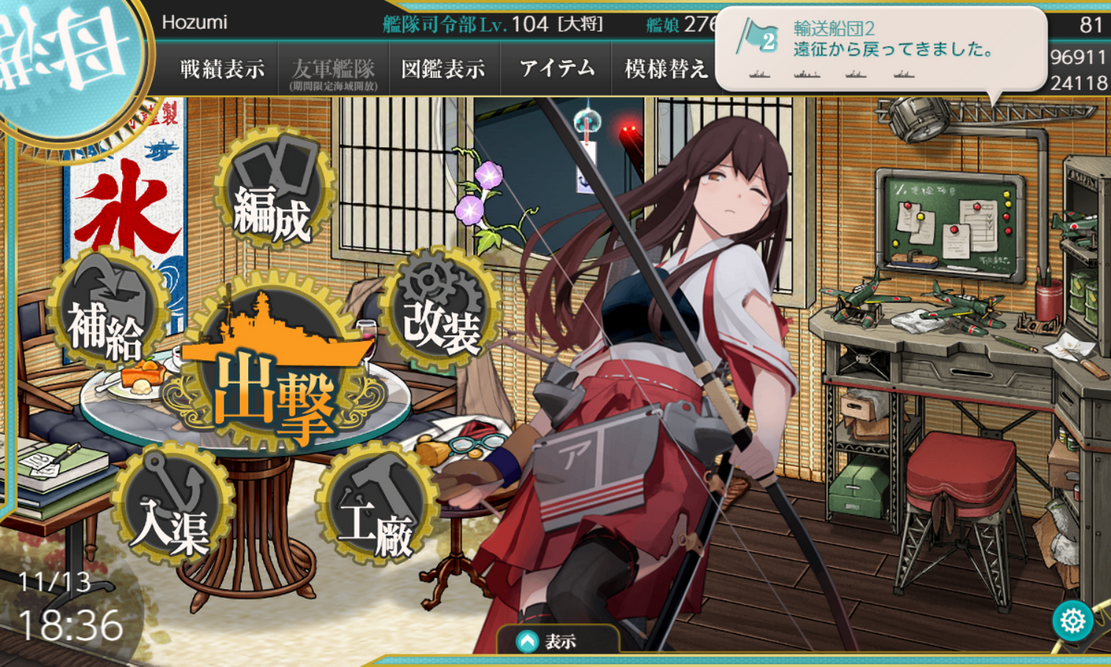 母港
Hozumi
艦隊司令部Lv. 104 [大将]
艦娘 276
81
96911
24118
2
輸送船団2
遠征から戻ってきました。
戦績表示
友軍艦隊
(期間限定海域開放)
図鑑表示
アイテム
模様替え
氷
編成
補給
改装
出撃
入渠
工廠
ア
11/13
18:36
表示